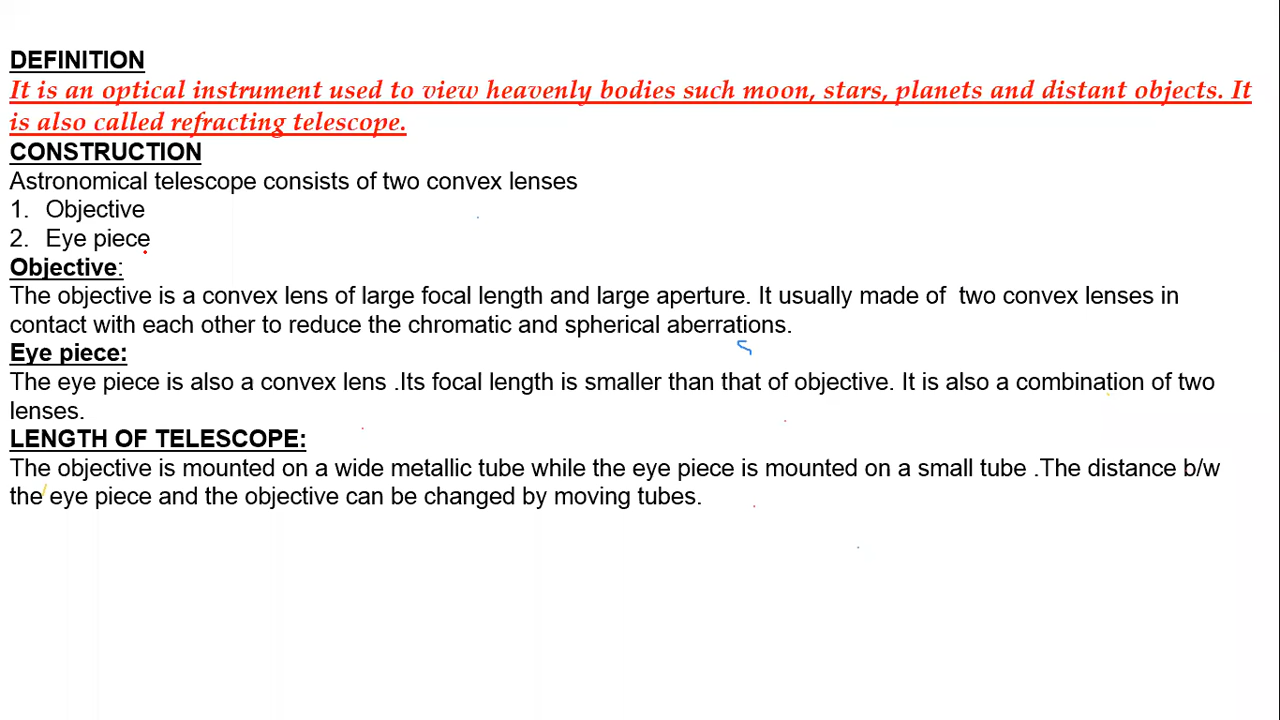 DEFINITION
It is an optical instrument used to view heavenly bodies such moon, stars, planets and distant objects. It
is also called refracting telescope.
CONSTRUCTION
Astronomical telescope consists of two convex lenses
1. Objective
2. Eye piece
Objective:
The objective is a convex lens of large focal length and large aperture. It usually made of  two convex lenses in
contact with each other to reduce the chromatic and spherical aberrations.
Eye piece:
The eye piece is also a convex lens .Its focal length is smaller than that of objective. It is also a combination of two
lenses.
LENGTH OF TELESCOPE:
The objective is mounted on a wide metallic tube while the eye piece is mounted on a small tube .The distance b/w
the eye piece and the objective can be changed by moving tubes.